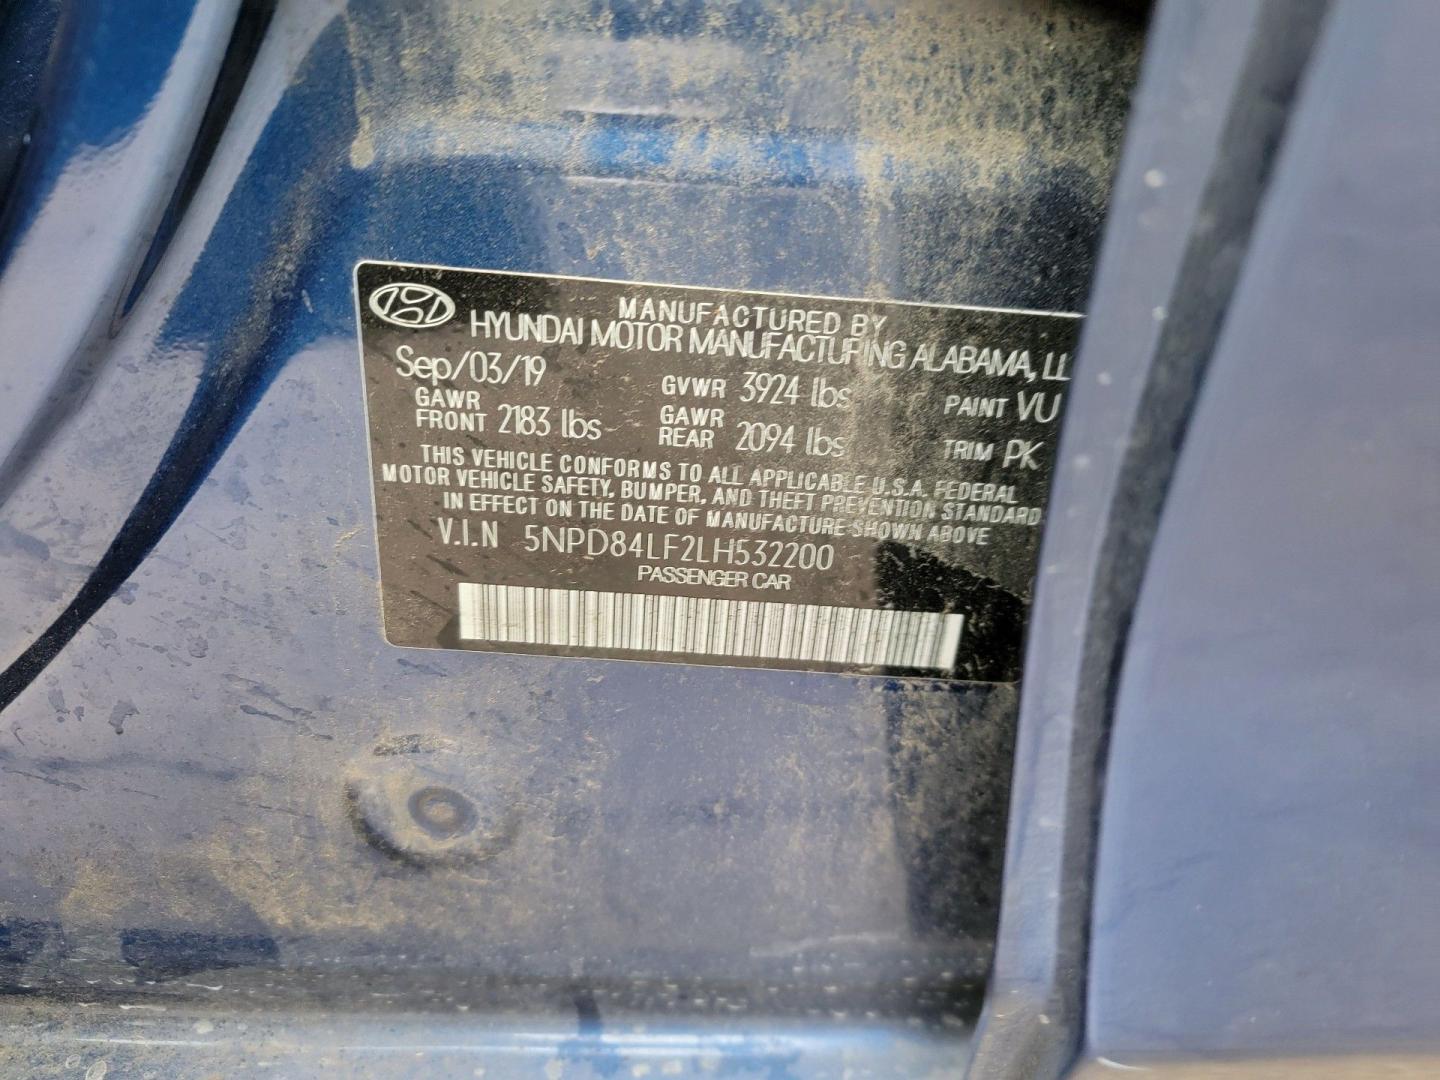 MANUFACTURED BY
HYUNDAI MOTOR MANUFACTURING ALABAMA, LL
Sep/03/19
GVWR 3924 lbs
PAINT VU
GAWR FRONT 2183 lbs
GAWR REAR 2094 lbs
TRIM PK
THIS VEHICLE CONFORMS TO ALL APPLICABLE U.S.A. FEDERAL
MOTOR VEHICLE SAFETY, BUMPER, AND THEFT PREVENTION STANDARD
IN EFFECT ON THE DATE OF MANUFACTURE SHOWN ABOVE
V.I.N 5NPD84LF2LH532200
PASSENGER CAR